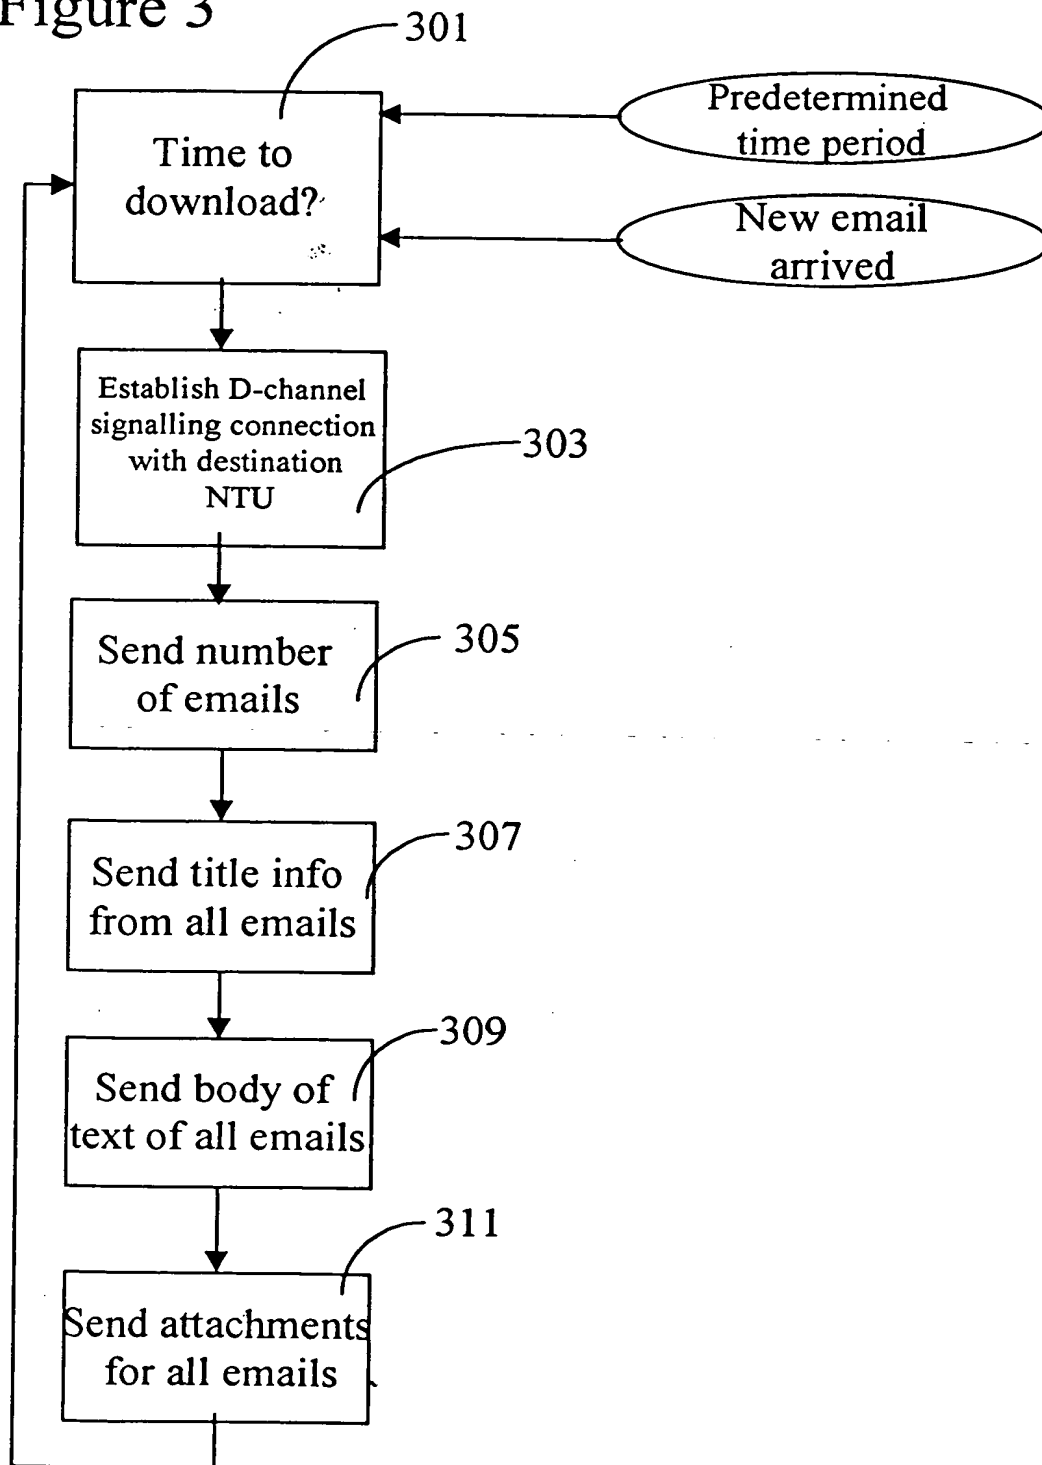 Figure 3
301
Predetermined
time period
Time to
download?
New email
arrived
Establish D-channel
signalling connection
with destination
NTU
303
Send number
of emails
305
307
Send title info
from all emails
309
Send body of
text of all emails
311
Send attachments
for all emails